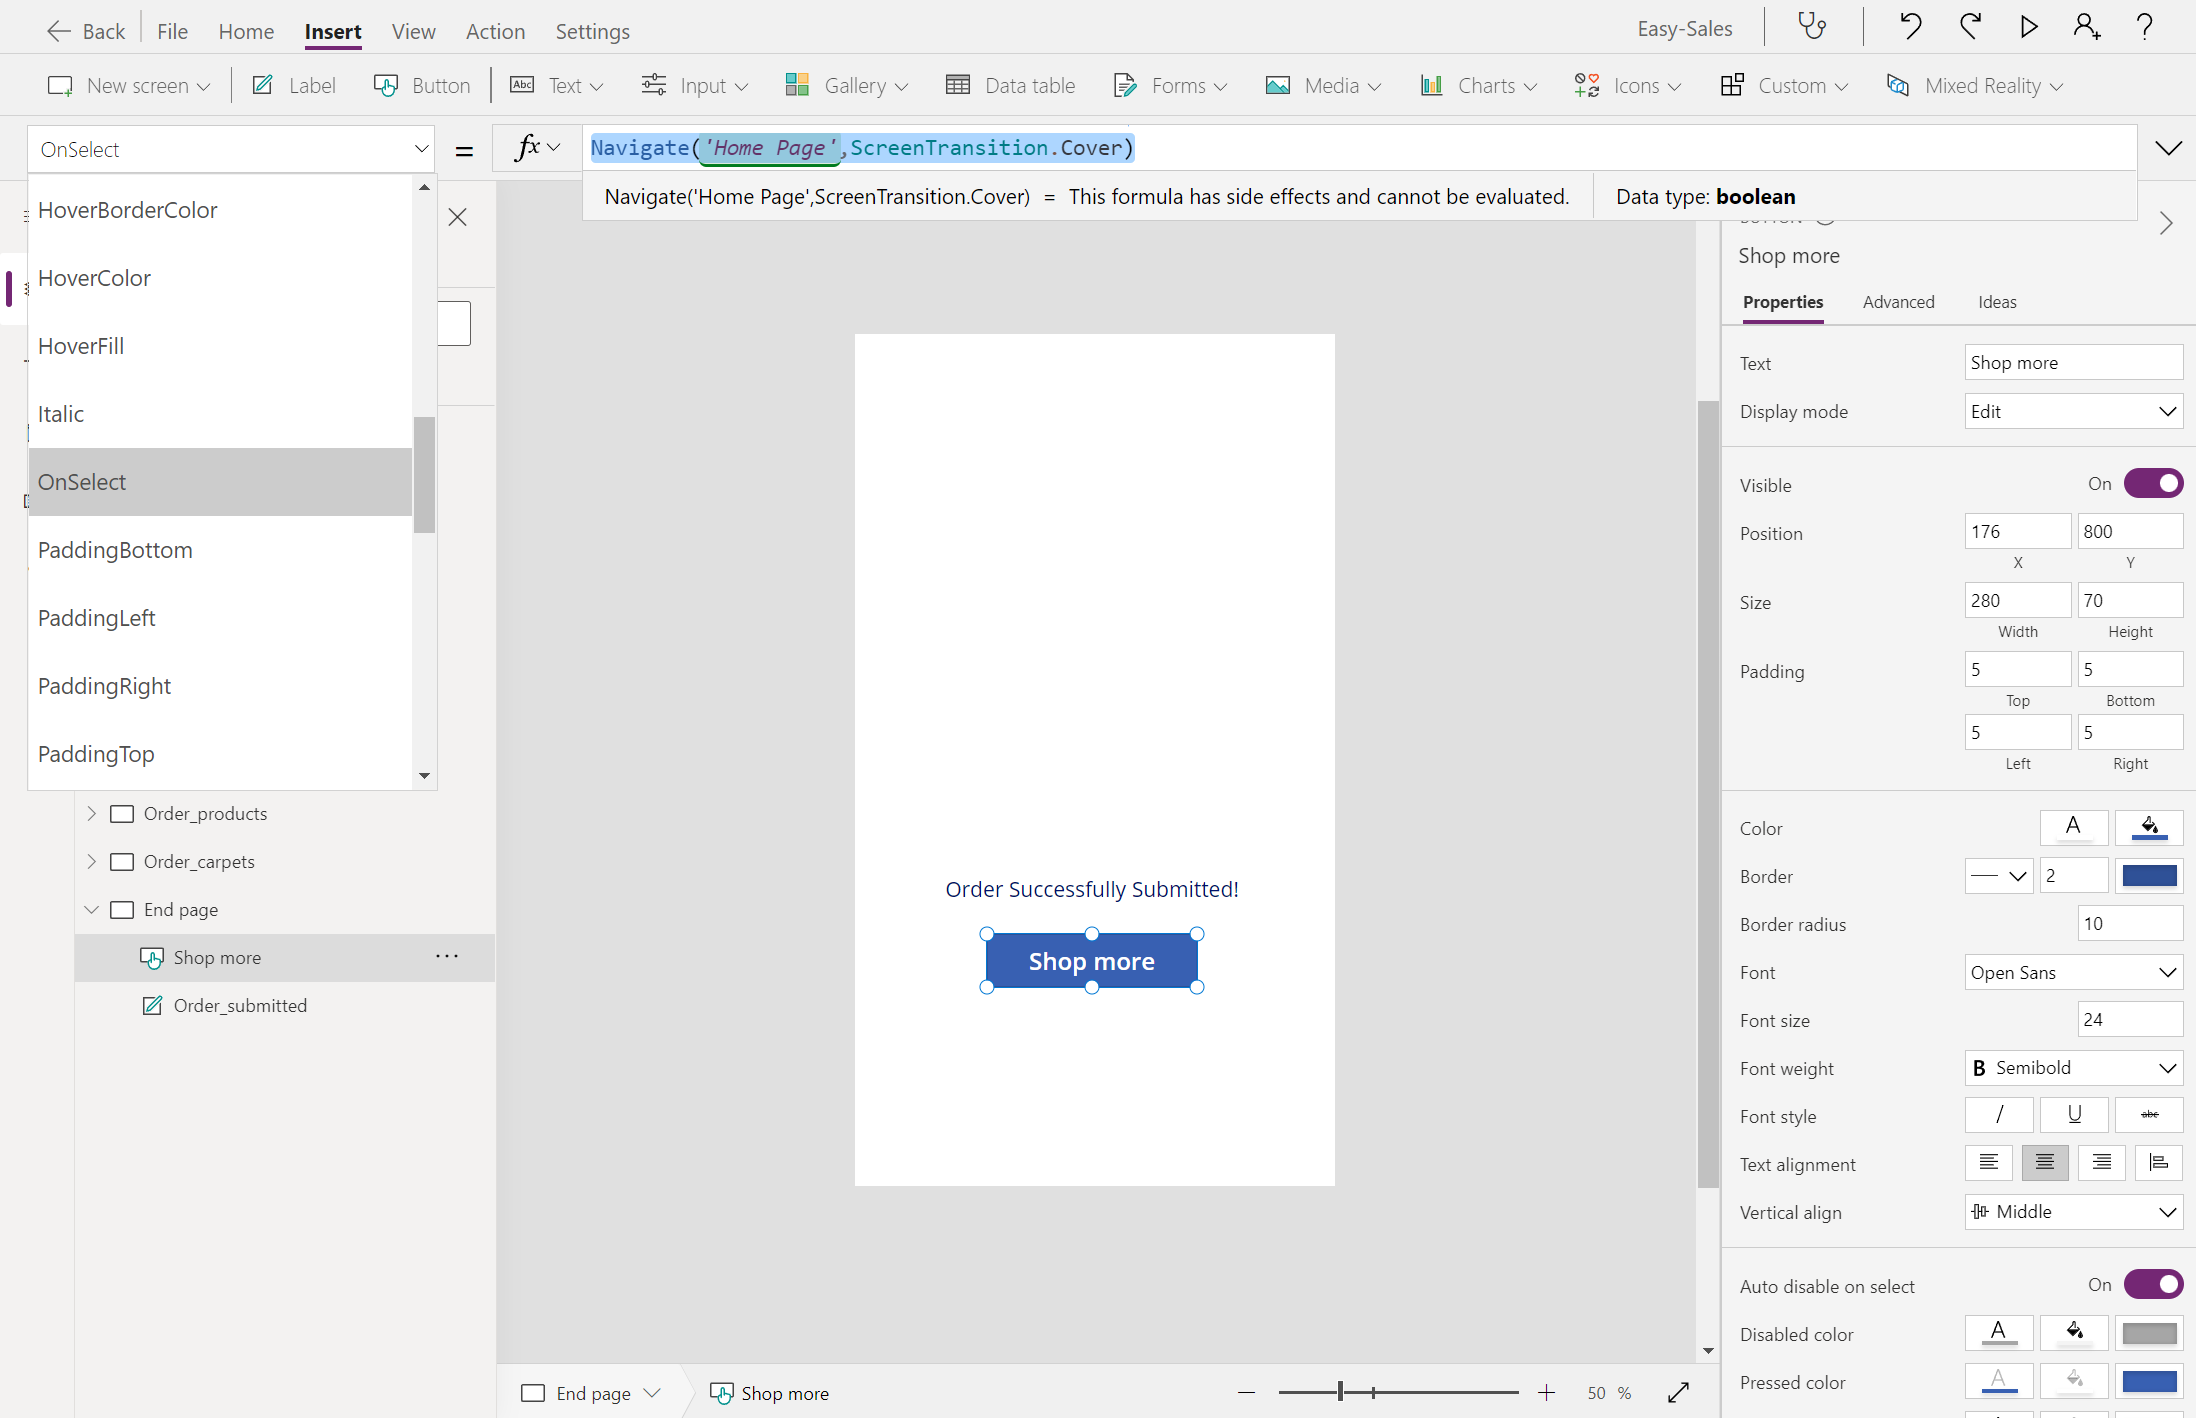 Back File Home Insert View Action Settings Easy-Sales
New screen Label Button Abc Text Input Gallery Data table Forms Media Charts Icons Custom Mixed Reality
OnSelect = fx Navigate('Home Page',ScreenTransition.Cover)
Navigate('Home Page',ScreenTransition.Cover) = This formula has side effects and cannot be evaluated. Data type: boolean
HoverBorderColor
HoverColor
HoverFill
Italic
OnSelect
PaddingBottom
PaddingLeft
PaddingRight
PaddingTop
Order_products
Order_carpets
End page
Shop more ...
Order_submitted
Order Successfully Submitted!
Shop more
End page Shop more
50 %
Shop more
Properties Advanced Ideas
Text Shop more
Display mode Edit
Visible On
Position 176 800
X Y
Size 280 70
Width Height
Padding 5 5
Top Bottom
5 5
Left Right
Color A
Border 2
Border radius 10
Font Open Sans
Font size 24
Font weight B Semibold
Font style / U abc
Text alignment
Vertical align Middle
Auto disable on select On
Disabled color A
Pressed color A